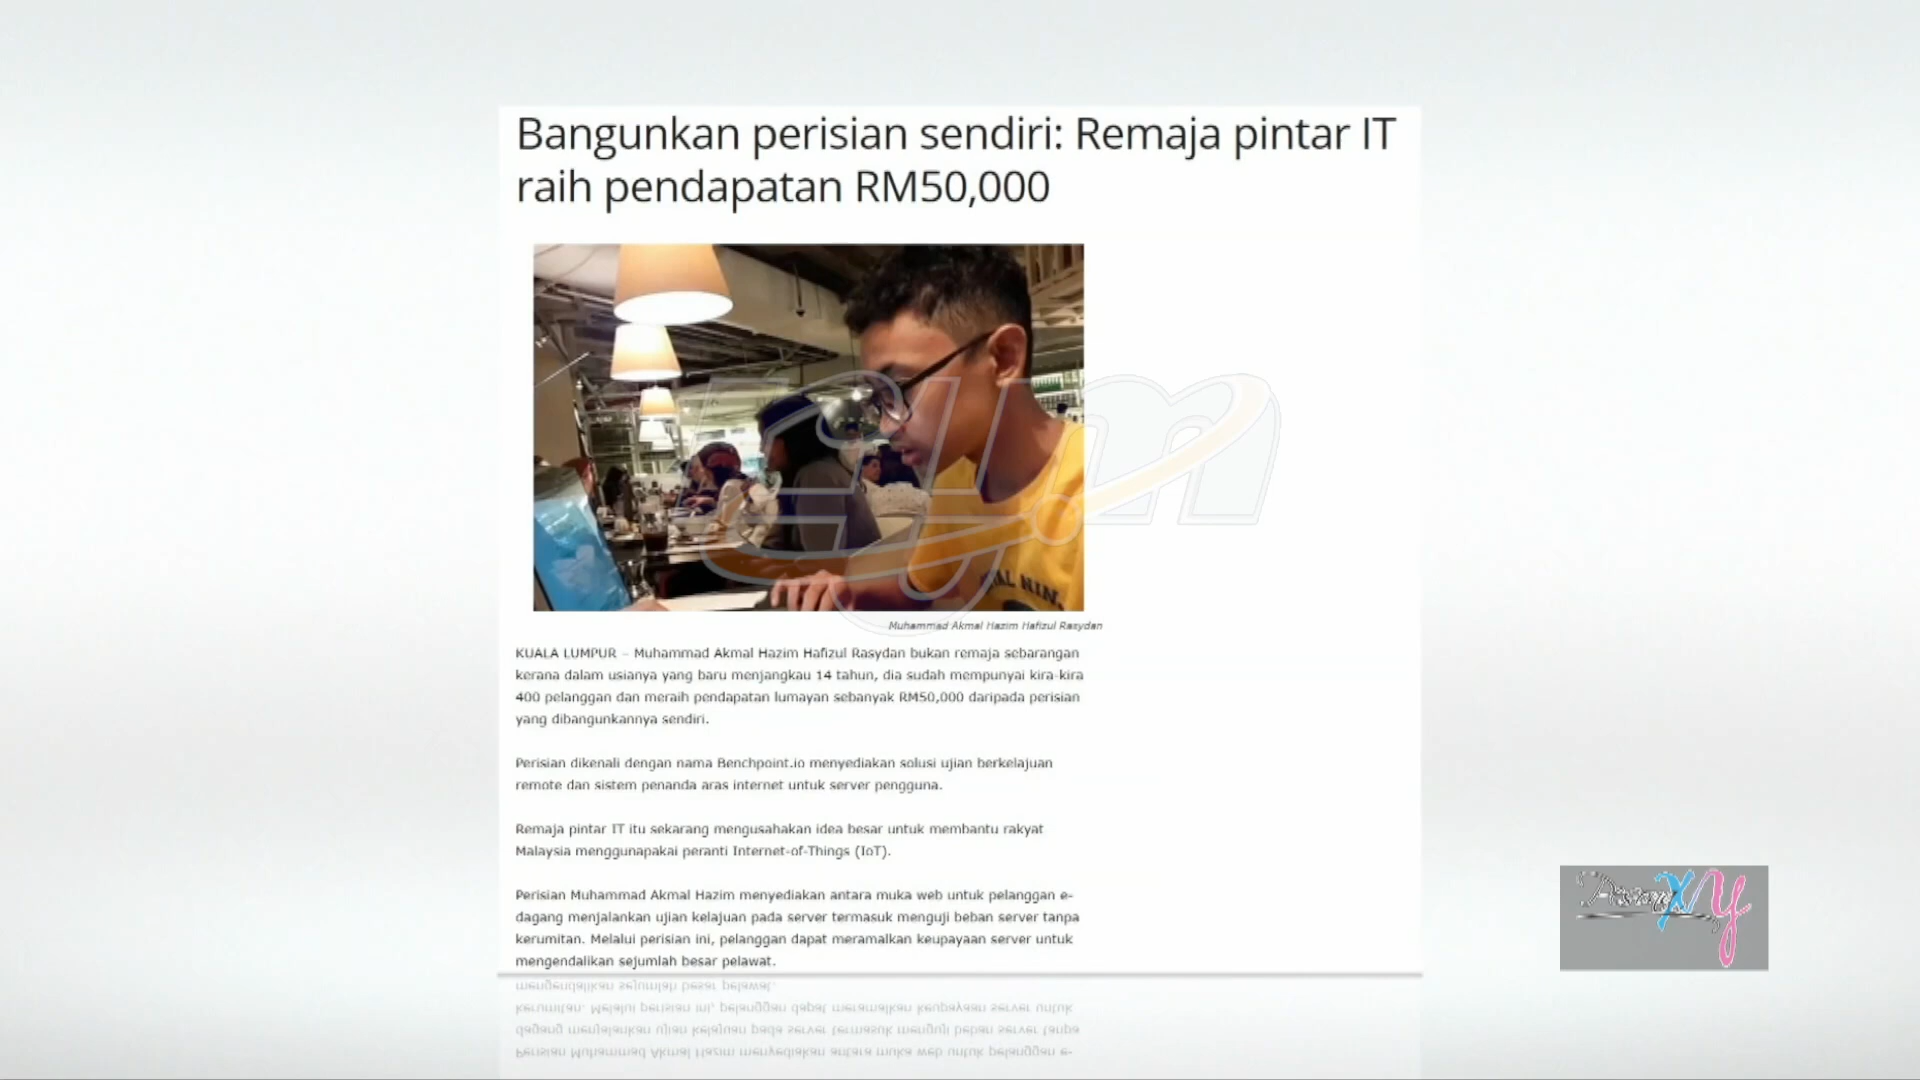 Bangunkan perisian sendiri: Remaja pintar IT
raih pendapatan RM50,000
NIN
Muhammad Akmal Hazim Hafizul Rasydan
KUALA LUMPUR – Muhammad Akmal Hazim Hafizul Rasydan bukan remaja sebarangan
kerana dalam usianya yang baru menjangkau 14 tahun, dia sudah mempunyai kira-kira
400 pelanggan dan meraih pendapatan lumayan sebanyak RM50,000 daripada perisian
yang dibangunkannya sendiri.
Perisian dikenali dengan nama Benchpoint.io menyediakan solusi ujian berkelajuan
remote dan sistem penanda aras internet untuk server pengguna.
Remaja pintar IT itu sekarang mengusahakan idea besar untuk membantu rakyat
Malaysia menggunapakai peranti Internet-of-Things (IoT).
Perisian Muhammad Akmal Hazim menyediakan antara muka web untuk pelanggan e-
dagang menjalankan ujian kelajuan pada server termasuk menguji beban server tanpa
kerumitan. Melalui perisian ini, pelanggan dapat meramalkan keupayaan server untuk
mengendalikan sejumlah besar pelawat.
XY